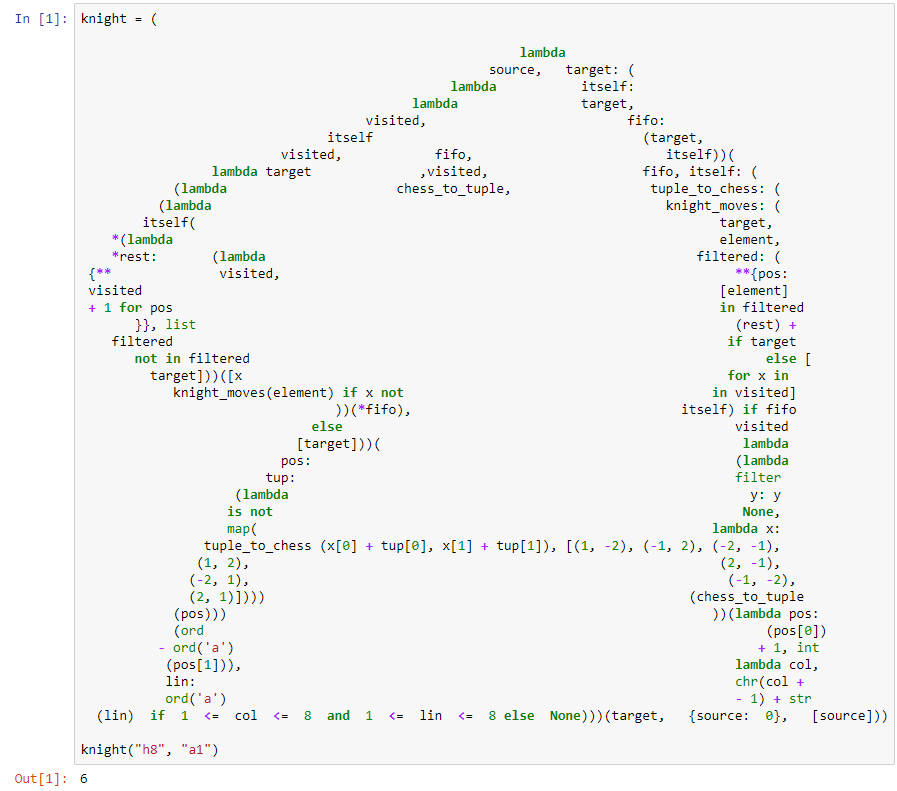 In [1]: knight = (
lambda
source, target: (
lambda itself:
lambda target,
visited, fifo:
itself (target,
visited, fifo, itself))(
lambda target ,visited, fifo, itself: (
(lambda chess_to_tuple, tuple_to_chess: (
(lambda knight_moves: (
itself( target,
*(lambda element,
*rest: (lambda filtered: (
{** visited, **{pos:
visited [element]
+ 1 for pos in filtered
}}, list (rest) +
filtered if target
not in filtered else [
target]))([x for x in
knight_moves(element) if x not in visited]
))(*fifo), itself) if fifo
else visited
[target]))( lambda
pos: (lambda
tup: filter
(lambda y: y
is not None,
map( lambda x:
tuple_to_chess (x[0] + tup[0], x[1] + tup[1]), [(1, -2), (-1, 2), (-2, -1),
(1, 2), (2, -1),
(-2, 1), (-1, -2),
(2, 1)]))) (chess_to_tuple
(pos))) ))(lambda pos:
(ord (pos[0])
- ord('a') + 1, int
(pos[1])), lambda col,
lin: chr(col +
ord('a') - 1) + str
(lin) if 1 <= col <= 8 and 1 <= lin <= 8 else None)))(target, {source: 0}, [source]))
knight("h8", "a1")
Out[1]: 6